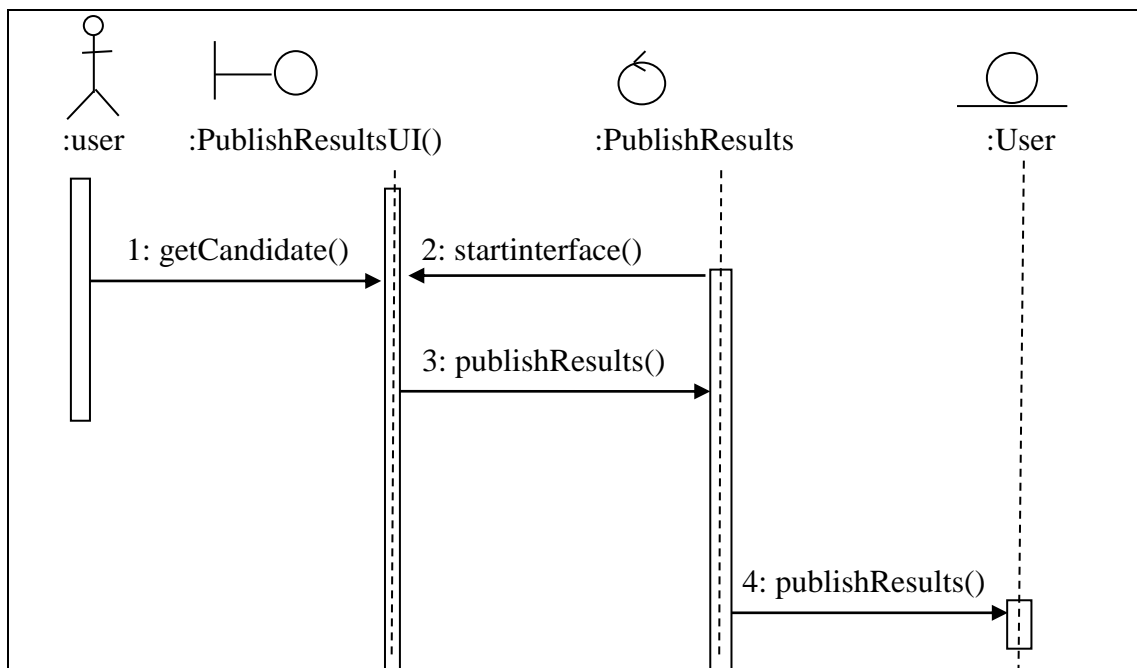 :user
:PublishResultsUI()
:PublishResults
:User
1: getCandidate()
2: startinterface()
3: publishResults()
4: publishResults()